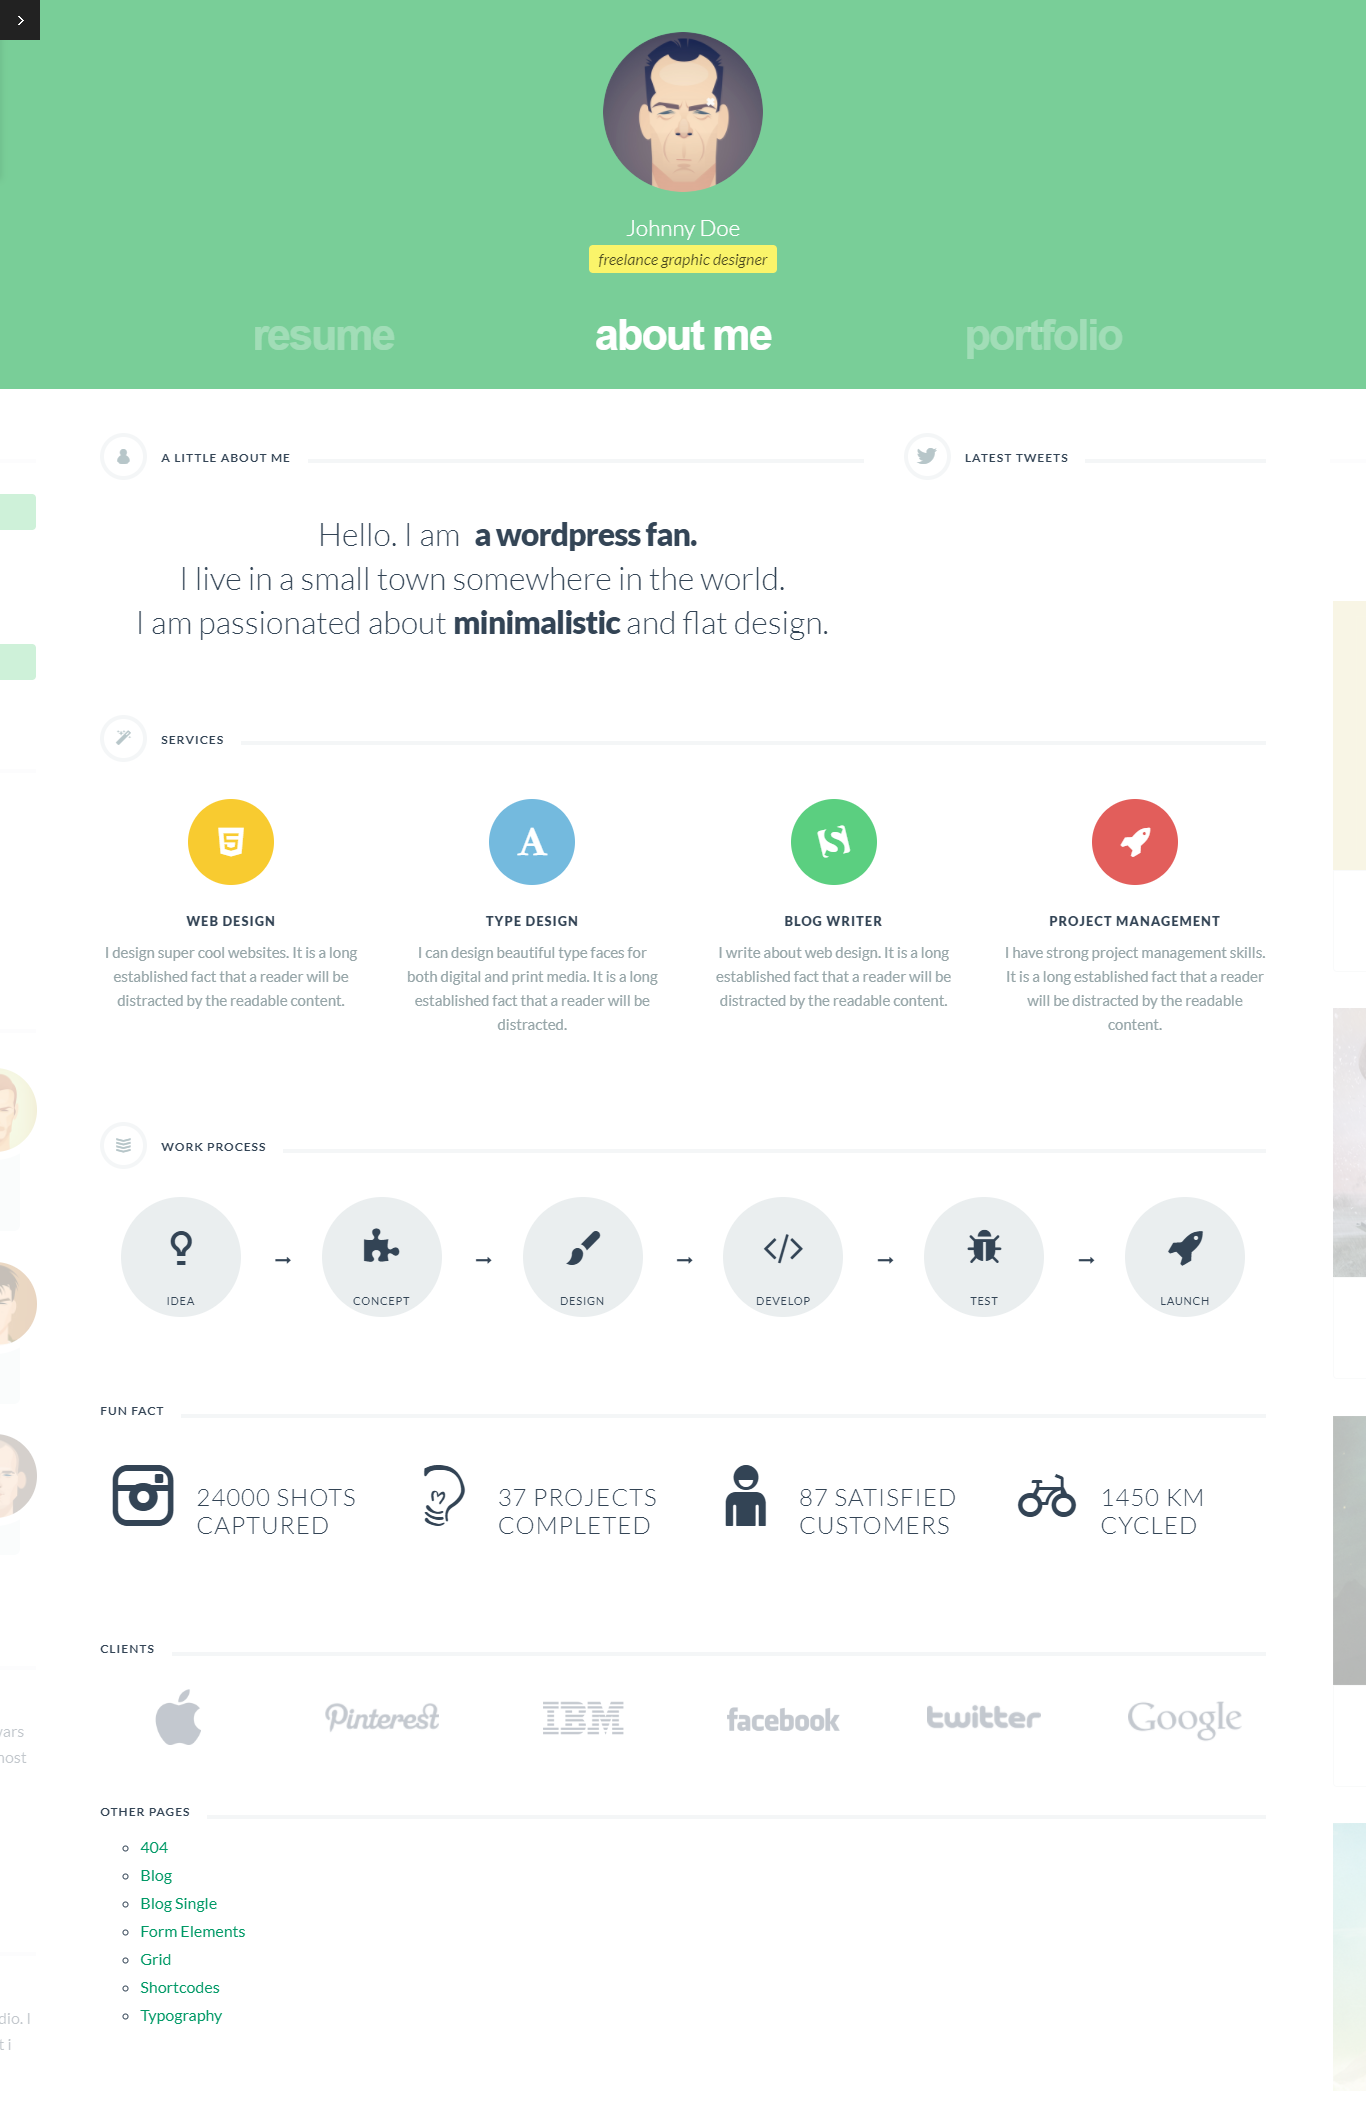 Johnny Doe
freelance graphic designer
resume
about me
portfolio
A LITTLE ABOUT ME
LATEST TWEETS
Hello. I am a wordpress fan.
I live in a small town somewhere in the world.
I am passionated about minimalistic and flat design.
SERVICES
WEB DESIGN
I design super cool websites. It is a long
established fact that a reader will be
distracted by the readable content.
TYPE DESIGN
I can design beautiful type faces for
both digital and print media. It is a long
established fact that a reader will be
distracted.
BLOG WRITER
I write about web design. It is a long
established fact that a reader will be
distracted by the readable content.
PROJECT MANAGEMENT
I have strong project management skills.
It is a long established fact that a reader
will be distracted by the readable
content.
WORK PROCESS
IDEA
CONCEPT
DESIGN
DEVELOP
TEST
LAUNCH
FUN FACT
24000 SHOTS
CAPTURED
37 PROJECTS
COMPLETED
87 SATISFIED
CUSTOMERS
1450 KM
CYCLED
CLIENTS
Pinterest
IBM
facebook
twitter
Google
OTHER PAGES
404
Blog
Blog Single
Form Elements
Grid
Shortcodes
Typography